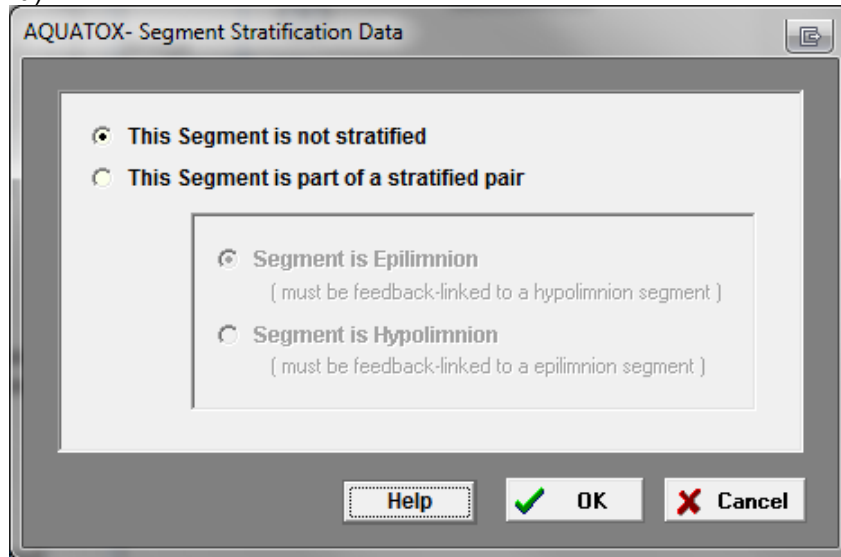 AQUATOX- Segment Stratification Data
This Segment is not stratified
This Segment is part of a stratified pair
Segment is Epilimnion
( must be feedback-linked to a hypolimnion segment )
Segment is Hypolimnion
( must be feedback-linked to a epilimnion segment )
Help
OK
Cancel